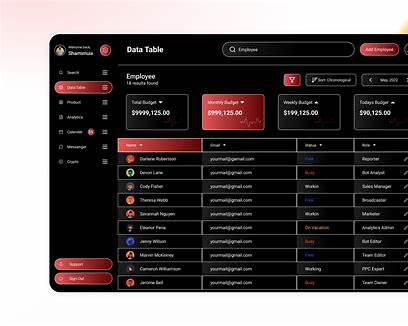 Welcome back,
Shamimuia
Data Table
Employee
Add Employee
Search
Data Table
Product
Analytics
Calender
Messenger
Crypto
Support
Sign Out
Employee
18 results found
Sort: Chronological
May, 2022
Total Budget
$9999,125.00
Monthly Budget
$999,125.00
Weekly Budget
$199,125.00
Todays Budget
$90,125.00
Name Email Status Role
Darlene Robertson yourmail@gemail.com Free Reporter
Devon Lane yourmail@gmail.com Busy Bot Analyst
Cody Fisher yourmail@gmail.com Workin Sales Manager
Theresa Webb yourmail@gmail.com Free Broadcaster
Savannah Nguyen yourmail@gmail.com Workin Marketer
Eleanor Pena yourmail@gmail.com On Vacation Analytics Admin
Jenny Wilson yourmail@gmail.com Busy Bot Editor
Marvin McKinney yourmail@gmail.com Free Team Editor
Cameron Williamson yourmail@gmail.com Working PPC Expert
Jerome Bell yourmail@gmail.com Busy Team Owner